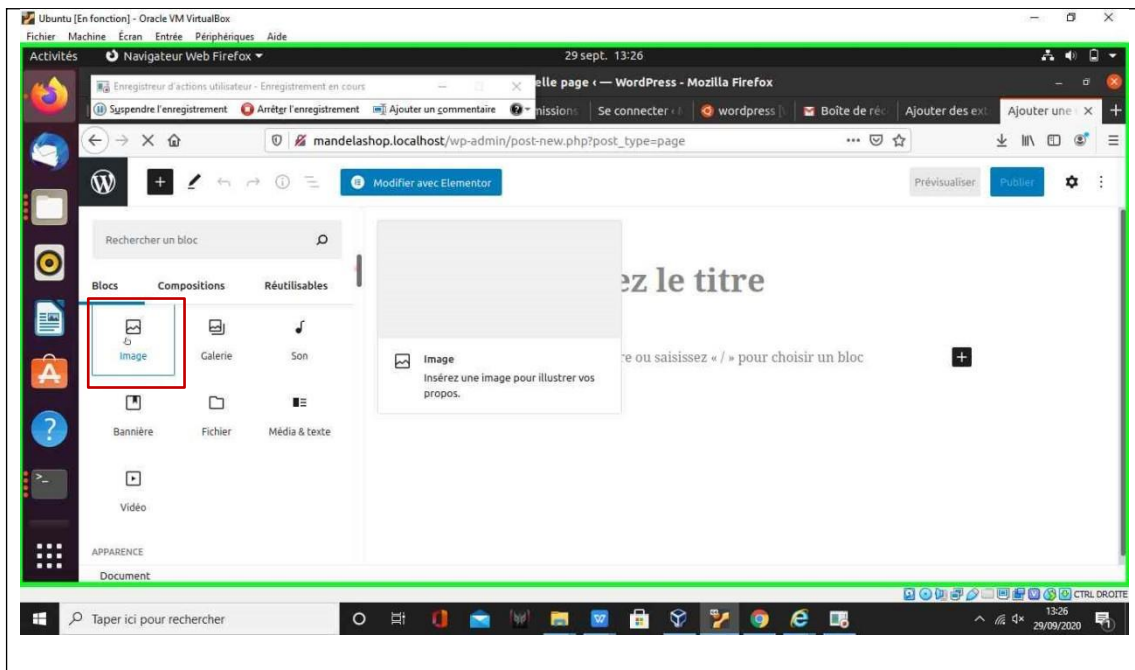 Ubuntu [En fonction] - Oracle VM VirtualBox
Fichier Machine Écran Entrée Périphériques Aide
Activités Navigateur Web Firefox 29 sept. 13:26
Enregistreur d'actions utilisateur - Enregistrement en cours
elle page ‹ — WordPress - Mozilla Firefox
Suspendre l'enregistrement Arrêter l'enregistrement Ajouter un commentaire
nissions Se connecter ‹ wordpress Boîte de réc Ajouter des ext Ajouter une
mandelashop.localhost/wp-admin/post-new.php?post_type=page
Modifier avec Elementor Prévisualiser Publier
Rechercher un bloc
ez le titre
Blocs Compositions Réutilisables
Image Galerie Son
re ou saisissez « / » pour choisir un bloc
Image
Insérez une image pour illustrer vos
propos.
Bannière Fichier Média & texte
Vidéo
APPARENCE
Document
CTRL DROITE
Taper ici pour rechercher
13:26
29/09/2020